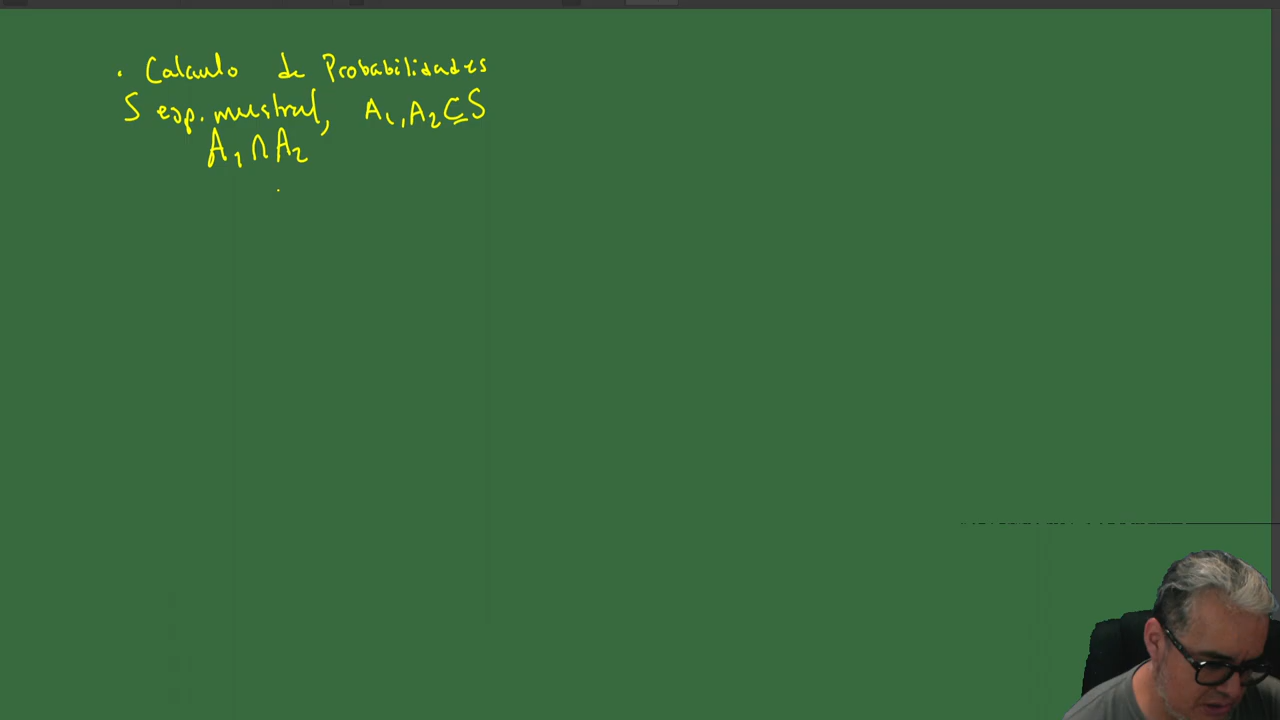 . Calculo de Probabilidades
S esp. muestral, A₁, A₂ ⊆ S
A₁ ∩ A₂